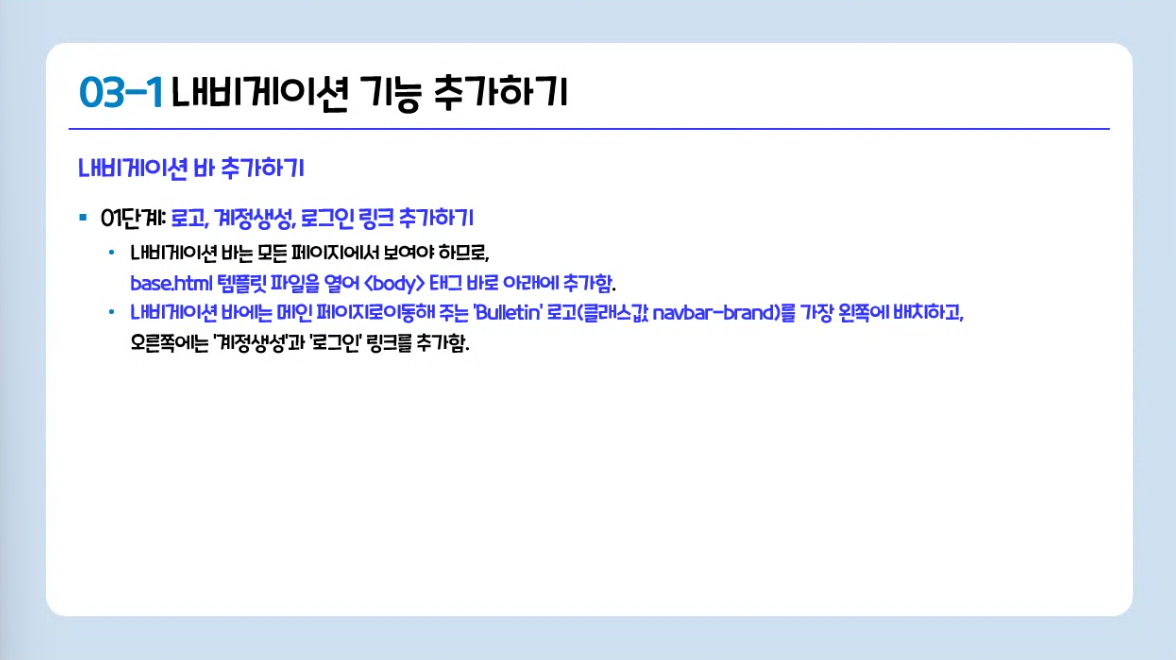 03-1 내비게이션 기능 추가하기
내비게이션 바 추가하기
▪ 01단계: 로고, 계정생성, 로그인 링크 추가하기
• 내비게이션 바는 모든 페이지에서 보여야 하므로,
base.html 템플릿 파일을 열어 <body> 태그 바로 아래에 추가함.
• 내비게이션 바에는 메인 페이지로이동해 주는 'Bulletin' 로고(클래스값 navbar-brand)를 가장 왼쪽에 배치하고,
오른쪽에는 '계정생성'과 '로그인' 링크를 추가함.